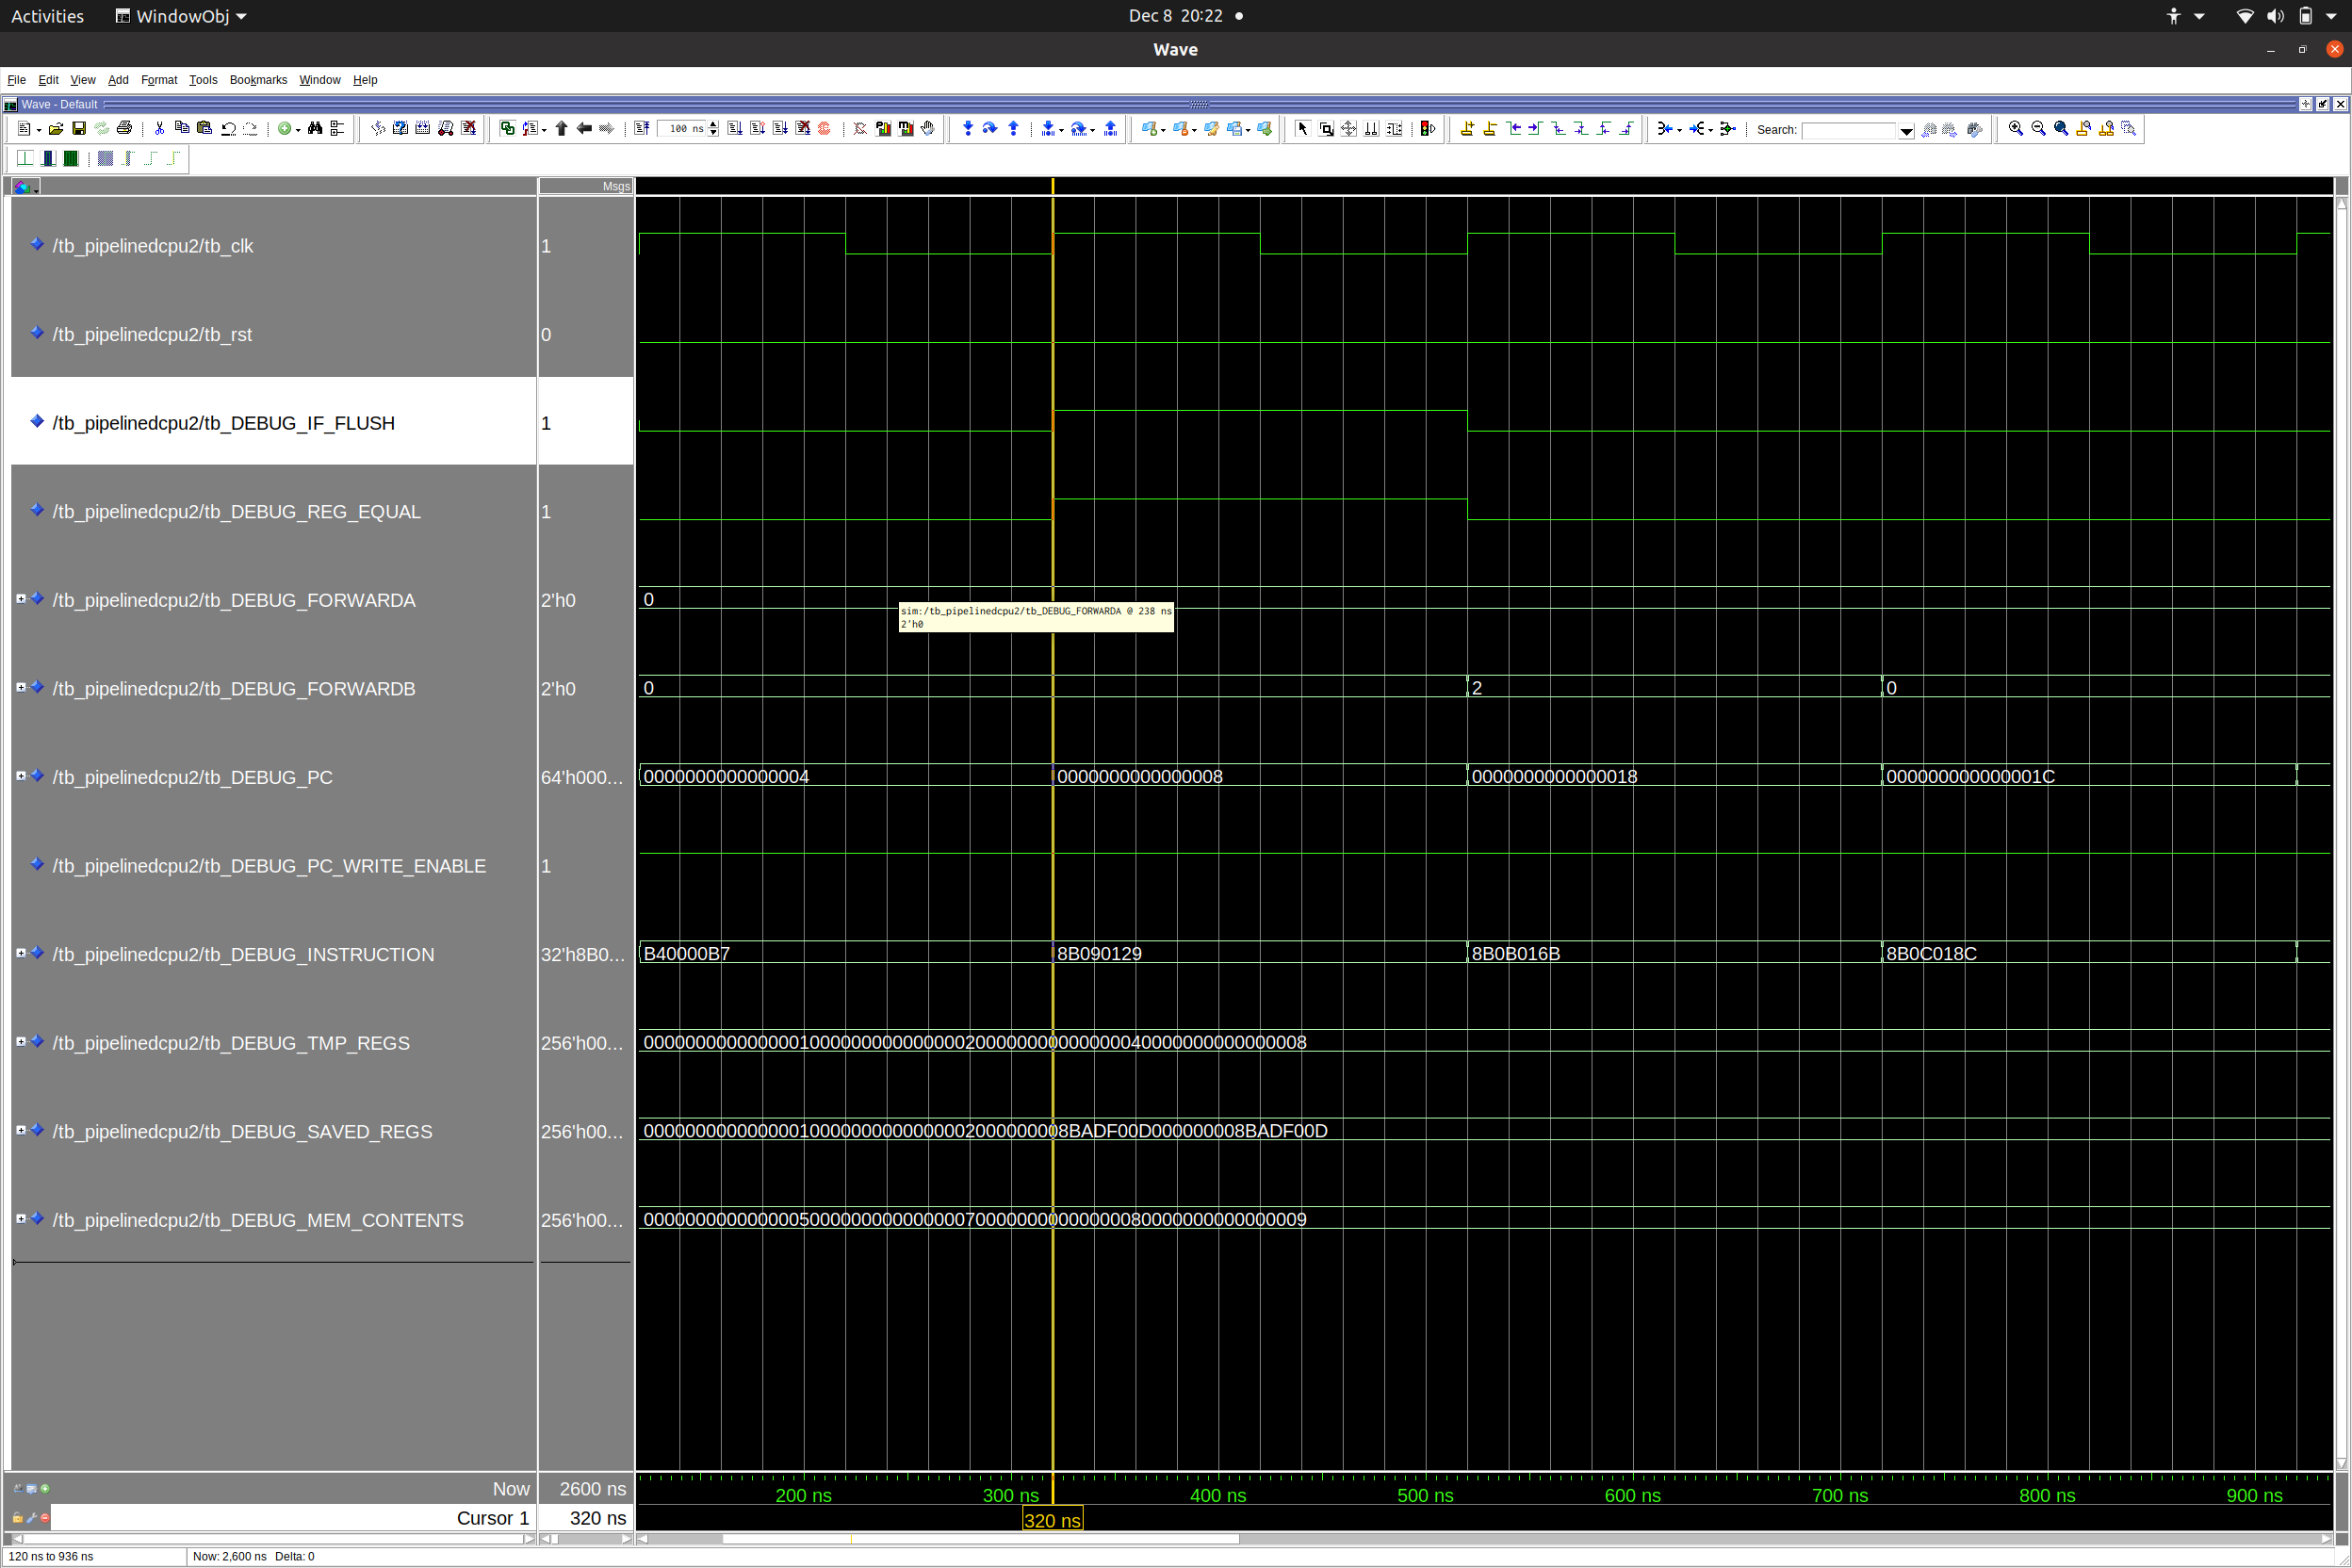 Activities WindowObj Dec 8 20:22
Wave
File Edit View Add Format Tools Bookmarks Window Help
Wave - Default
100 ns Search:
Msgs
/tb_pipelinedcpu2/tb_clk 1
/tb_pipelinedcpu2/tb_rst 0
/tb_pipelinedcpu2/tb_DEBUG_IF_FLUSH 1
/tb_pipelinedcpu2/tb_DEBUG_REG_EQUAL 1
/tb_pipelinedcpu2/tb_DEBUG_FORWARDA 2'h0 0
sim:/tb_pipelinedcpu2/tb_DEBUG_FORWARDA @ 238 ns
2'h0
/tb_pipelinedcpu2/tb_DEBUG_FORWARDB 2'h0 0 2 0
/tb_pipelinedcpu2/tb_DEBUG_PC 64'h000... 0000000000000004 0000000000000008 0000000000000018 000000000000001C
/tb_pipelinedcpu2/tb_DEBUG_PC_WRITE_ENABLE 1
/tb_pipelinedcpu2/tb_DEBUG_INSTRUCTION 32'h8B0... B40000B7 8B090129 8B0B016B 8B0C018C
/tb_pipelinedcpu2/tb_DEBUG_TMP_REGS 256'h00... 0000000000000001000000000000000200000000000000040000000000000008
/tb_pipelinedcpu2/tb_DEBUG_SAVED_REGS 256'h00... 00000000000000010000000000000002000000008BADF00D000000008BADF00D
/tb_pipelinedcpu2/tb_DEBUG_MEM_CONTENTS 256'h00... 0000000000000005000000000000000700000000000000080000000000000009
Now 2600 ns 200 ns 300 ns 400 ns 500 ns 600 ns 700 ns 800 ns 900 ns
Cursor 1 320 ns 320 ns
120 ns to 936 ns Now: 2,600 ns Delta: 0